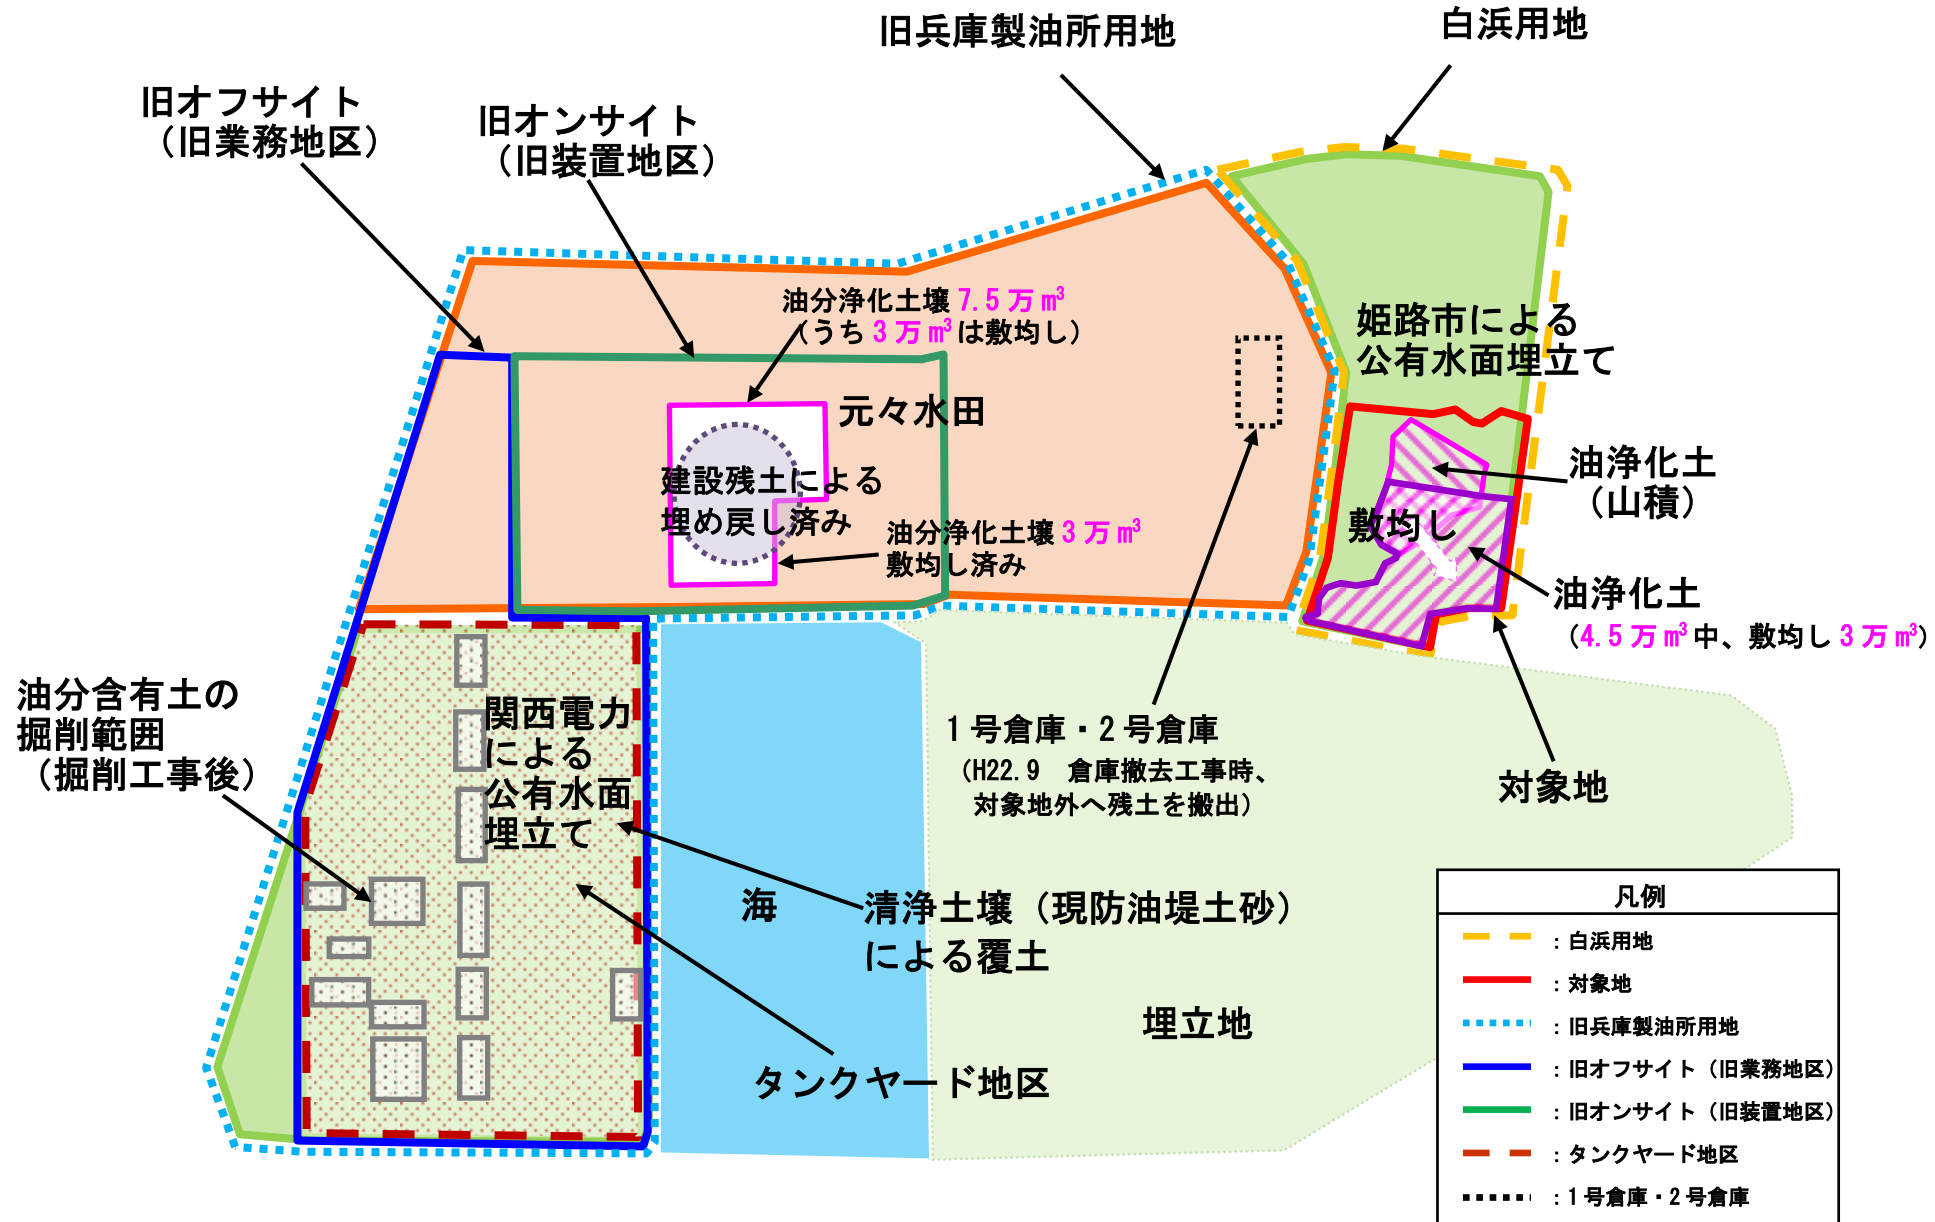 旧兵庫製油所用地
白浜用地
旧オフサイト
（旧業務地区）
旧オンサイト
（旧装置地区）
油分浄化土壌 7.5 万 m³
（うち 3 万 m³ は敷均し）
元々水田
姫路市による
公有水面埋立て
油浄化土
（山積）
建設残土による
埋め戻し済み
油分浄化土壌 3 万 m³
敷均し済み
敷均し
油浄化土
（4.5 万 m³ 中、敷均し 3 万 m³）
油分含有土の
掘削範囲
（掘削工事後）
関西電力
による
公有水面
埋立て
1 号倉庫・2 号倉庫
（H22.9　倉庫撤去工事時、
対象地外へ残土を搬出）
対象地
海
清浄土壌（現防油堤土砂）
による覆土
埋立地
タンクヤード地区
凡例
：白浜用地
：対象地
：旧兵庫製油所用地
：旧オフサイト（旧業務地区）
：旧オンサイト（旧装置地区）
：タンクヤード地区
：1 号倉庫・2 号倉庫